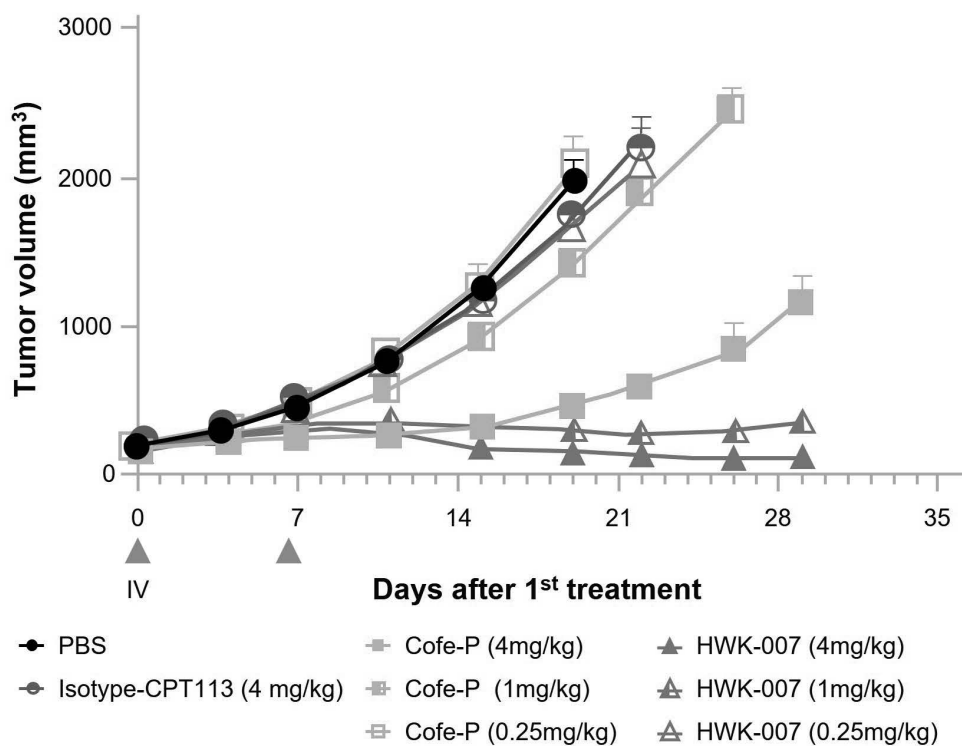 3000
2000
1000
0
Tumor volume (mm³)
0 7 14 21 28 35
IV
Days after 1ˢᵗ treatment
PBS
Isotype-CPT113 (4 mg/kg)
Cofe-P (4mg/kg)
Cofe-P (1mg/kg)
Cofe-P (0.25mg/kg)
HWK-007 (4mg/kg)
HWK-007 (1mg/kg)
HWK-007 (0.25mg/kg)